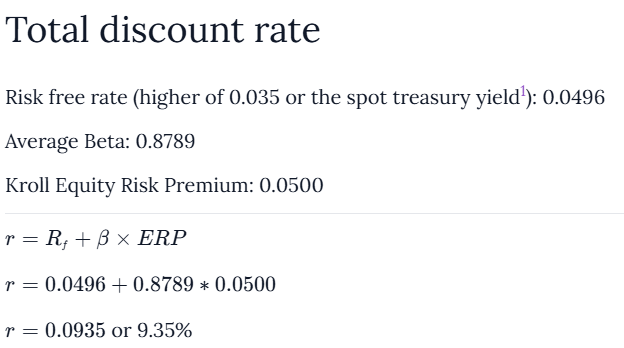 Total discount rate
Risk free rate (higher of 0.035 or the spot treasury yield¹): 0.0496
Average Beta: 0.8789
Kroll Equity Risk Premium: 0.0500
r = R_f + β × ERP
r = 0.0496 + 0.8789 ∗ 0.0500
r = 0.0935 or 9.35%